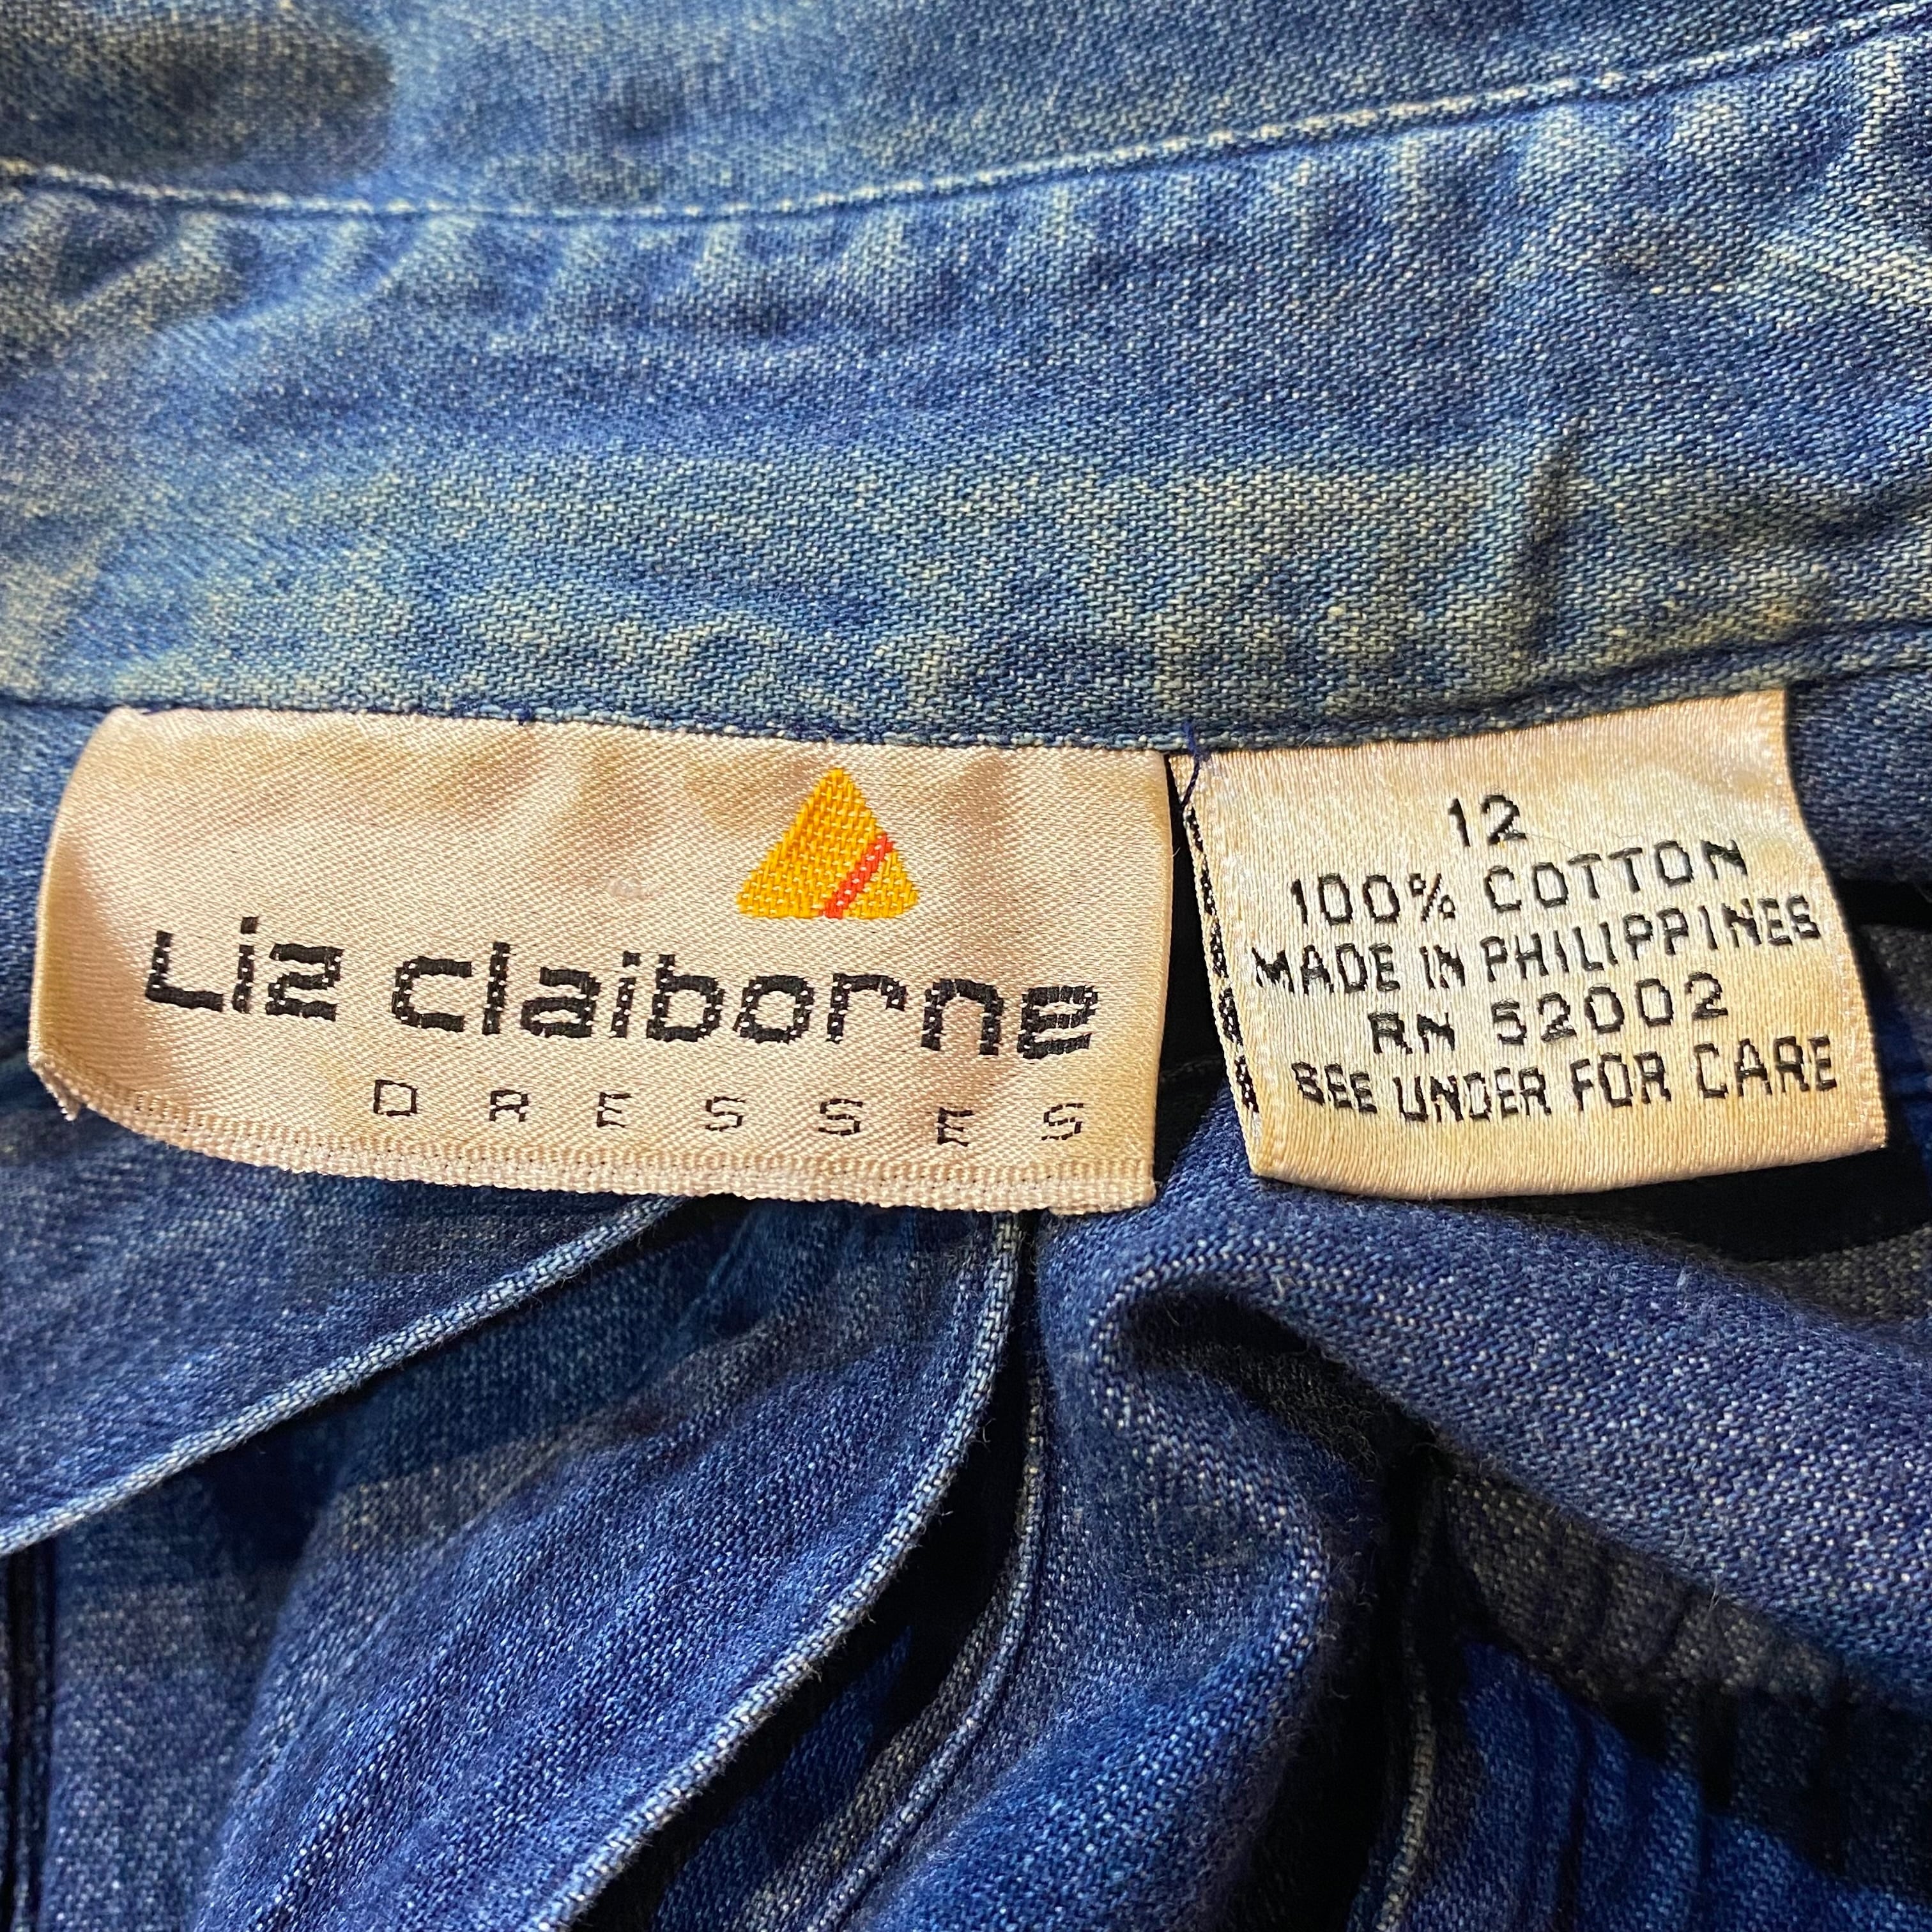 Liz claiborne
DRESSES
12
100% COTTON
MADE IN PHILIPPINES
RN 52002
SEE UNDER FOR CARE